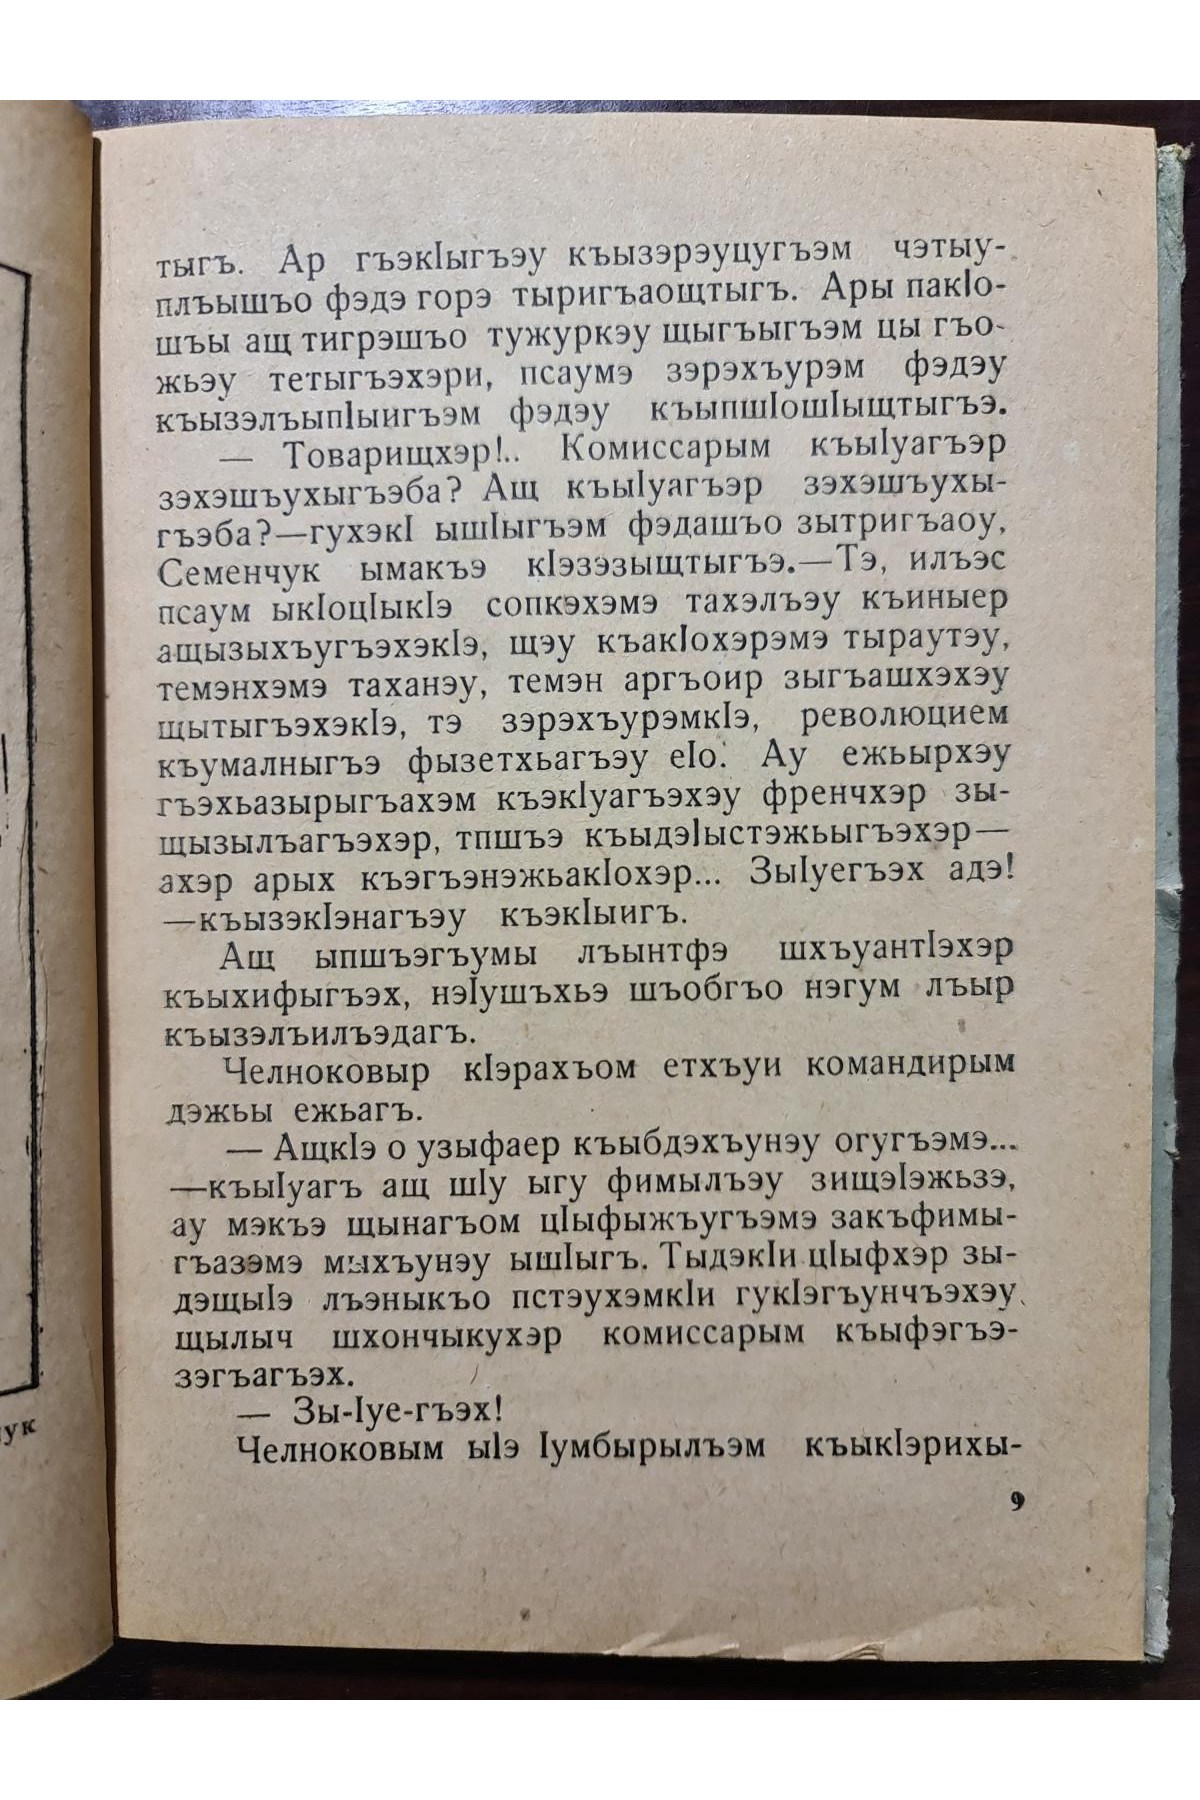 тыгъ. Ар гъэкӏыгъэу къызэрэуцугъэм чэтыу-
плъышъо фэдэ горэ тыригъаощтыгъ. Ары пакӏо-
шъы ащ тигрэшъо тужуркэу щыгъыгъэм цы гъо-
жьэу тетыгъэхэри, псаумэ зэрэхъурэм фэдэу
къызэлъыпӏыигъэм фэдэу къыпшӏошӏыщтыгъэ.
— Товарищхэр!.. Комиссарым къыӏуагъэр
зэхэшъухыгъэба? Ащ къыӏуагъэр зэхэшъухы-
гъэба?—гухэкӏ ышӏыгъэм фэдашъо зытригъаоу,
Семенчук ымакъэ кӏэзэзыщтыгъэ.—Тэ, илъэс
псаум ыкӏоцӏыкӏэ сопкэхэмэ тахэлъэу къиныер
ащызыхъугъэхэкӏэ, щэу къакӏохэрэмэ тыраутэу,
темэнхэмэ таханэу, темэн аргъоир зыгъашхэхэу
щытыгъэхэкӏэ, тэ зэрэхъурэмкӏэ, революцием
къумалныгъэ фызетхьагъэу еӏо. Ау ежьырхэу
гъэхьазырыгъахэм къэкӏуагъэхэу френчхэр зы-
щызылъагъэхэр, тпшъэ къыдэӏыстэжьыгъэхэр—
ахэр арых къэгъэнэжьакӏохэр... Зыӏуегъэх адэ!
—къызэкӏэнагъэу къэкӏыигъ.
Ащ ыпшъэгъумы лъынтфэ шхъуантӏэхэр
къыхифыгъэх, нэӏушъхьэ шъобгъо нэгум лъыр
къызэлъилъэдагъ.
Челноковыр кӏэрахъом етхъуи командирым
дэжьы ежьагъ.
— Ащкӏэ о узыфаер къыбдэхъунэу огугъэмэ...
—къыӏуагъ ащ шӏу ыгу фимылъэу зищэӏэжьзэ,
ау мэкъэ щынагъом цӏыфыжъугъэмэ закъфимы-
гъазэмэ мыхъунэу ышӏыгъ. Тыдэкӏи цӏыфхэр зы-
дэщыӏэ лъэныкъо пстэухэмкӏи гукӏэгъунчъэхэу
щылыч шхончыкухэр комиссарым къыфэгъэ-
зэгъагъэх.
— Зы-ӏуе-гъэх!
Челноковым ыӏэ ӏумбырылъэм къыкӏэрихы-
9
ук